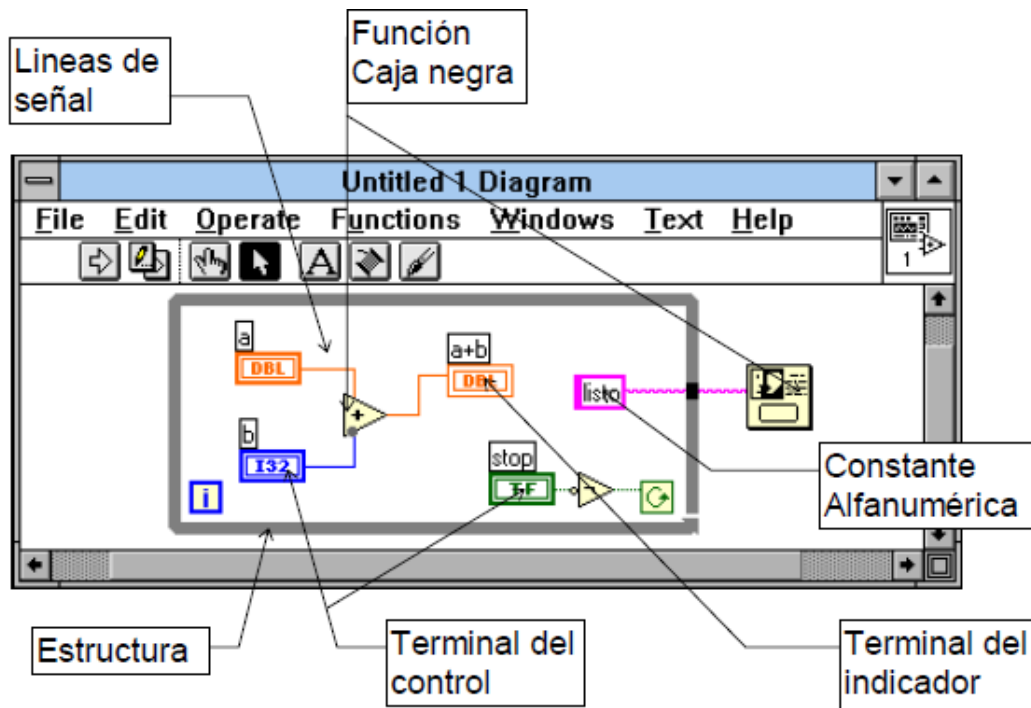 Lineas de
señal
Función
Caja negra
Untitled 1 Diagram
File Edit Operate Functions Windows Text Help
A
1
a
DBL
a+b
DBL
+
b
I32
i
listo
stop
TF
Constante
Alfanumérica
Estructura
Terminal del
control
Terminal del
indicador